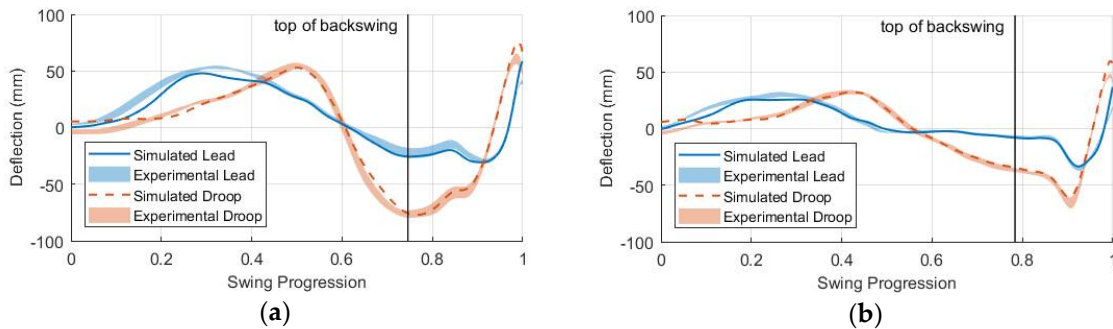 100
50
0
-50
-100
Deflection (mm)
top of backswing
Simulated Lead
Experimental Lead
Simulated Droop
Experimental Droop
0 0.2 0.4 0.6 0.8 1
Swing Progression
(a)
100
50
0
-50
-100
Deflection (mm)
top of backswing
Simulated Lead
Experimental Lead
Simulated Droop
Experimental Droop
0 0.2 0.4 0.6 0.8 1
Swing Progression
(b)